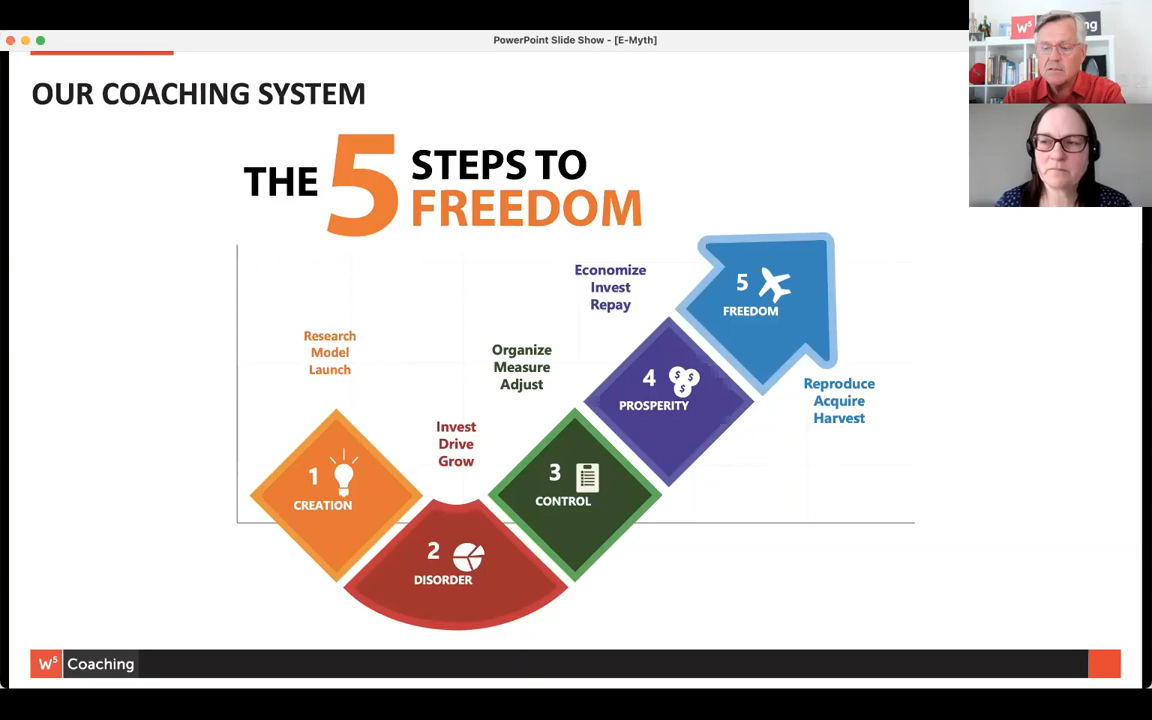 PowerPoint Slide Show - [E-Myth]
OUR COACHING SYSTEM
THE 5 STEPS TO
FREEDOM
Research
Model
Launch
1
CREATION
Invest
Drive
Grow
2
DISORDER
Organize
Measure
Adjust
3
CONTROL
Economize
Invest
Repay
4
$ $ $
PROSPERITY
5
FREEDOM
Reproduce
Acquire
Harvest
W5 Coaching
W5